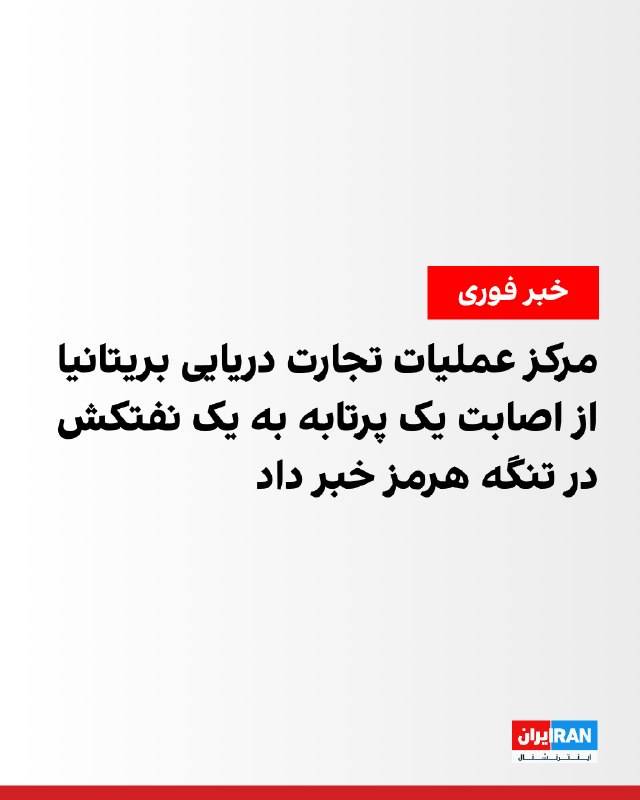 خبر فوری
مرکز عملیات تجارت دریایی بریتانیا
از اصابت یک پرتابه به یک نفتکش
در تنگه هرمز خبر داد
ایران IRAN
اینترنشنال